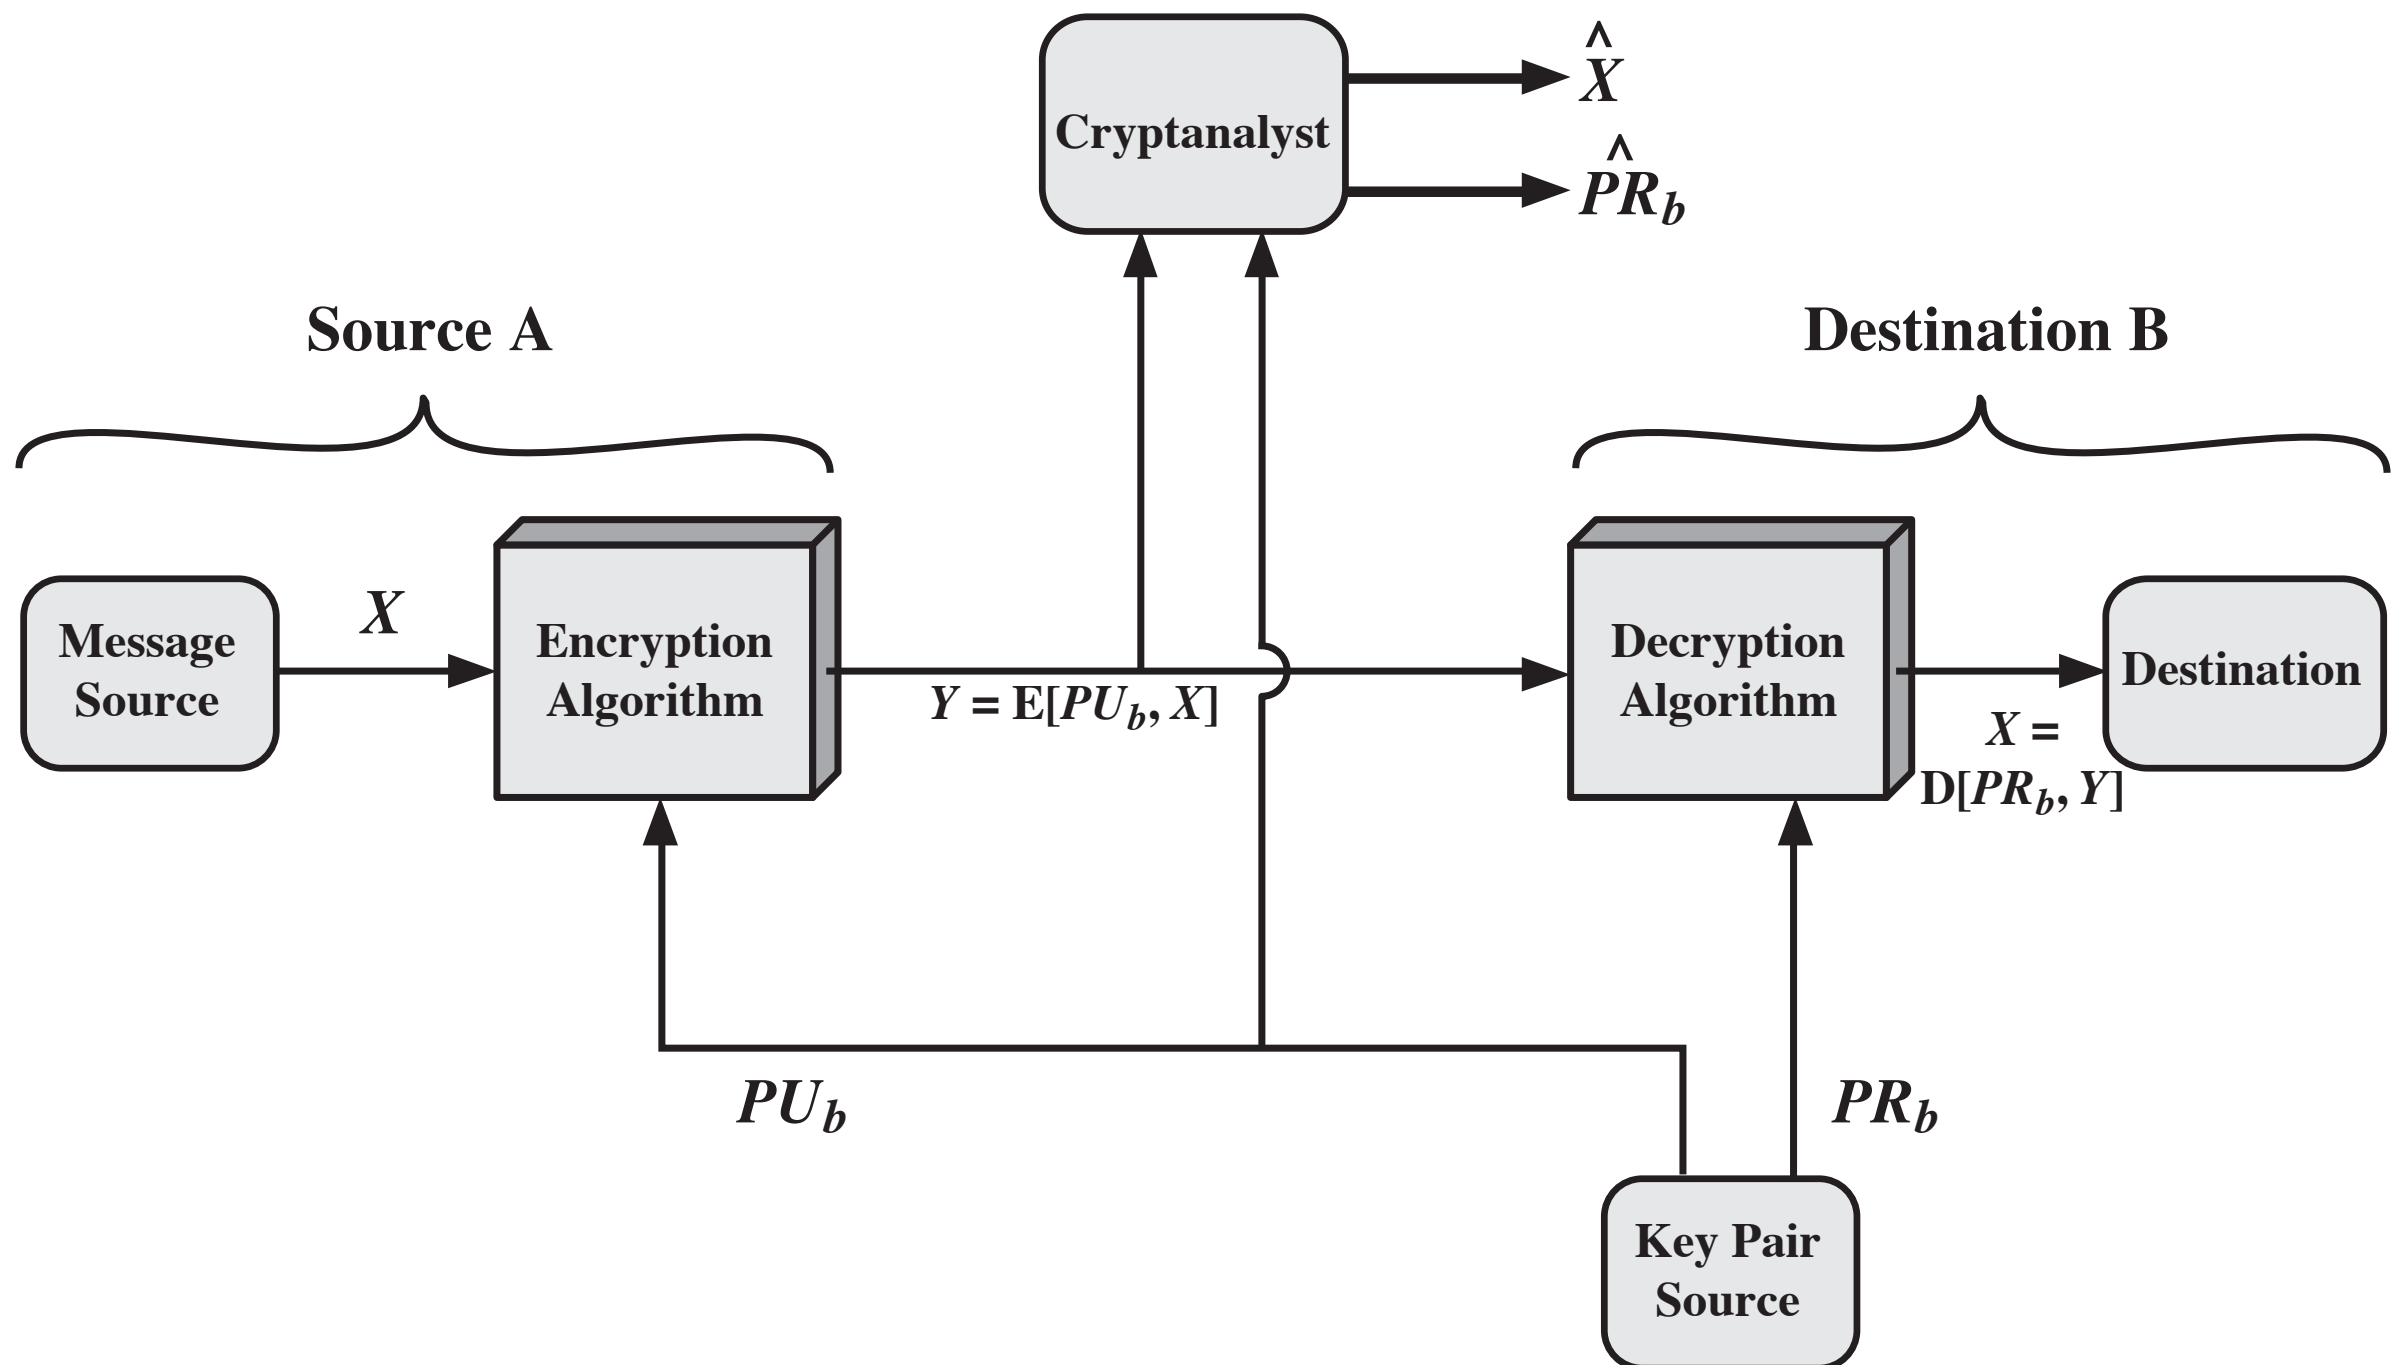 Cryptanalyst
X̂
P̂R_b
Source A
Destination B
Message
Source
X
Encryption
Algorithm
Y = E[PU_b, X]
Decryption
Algorithm
X =
D[PR_b, Y]
Destination
PU_b
PR_b
Key Pair
Source